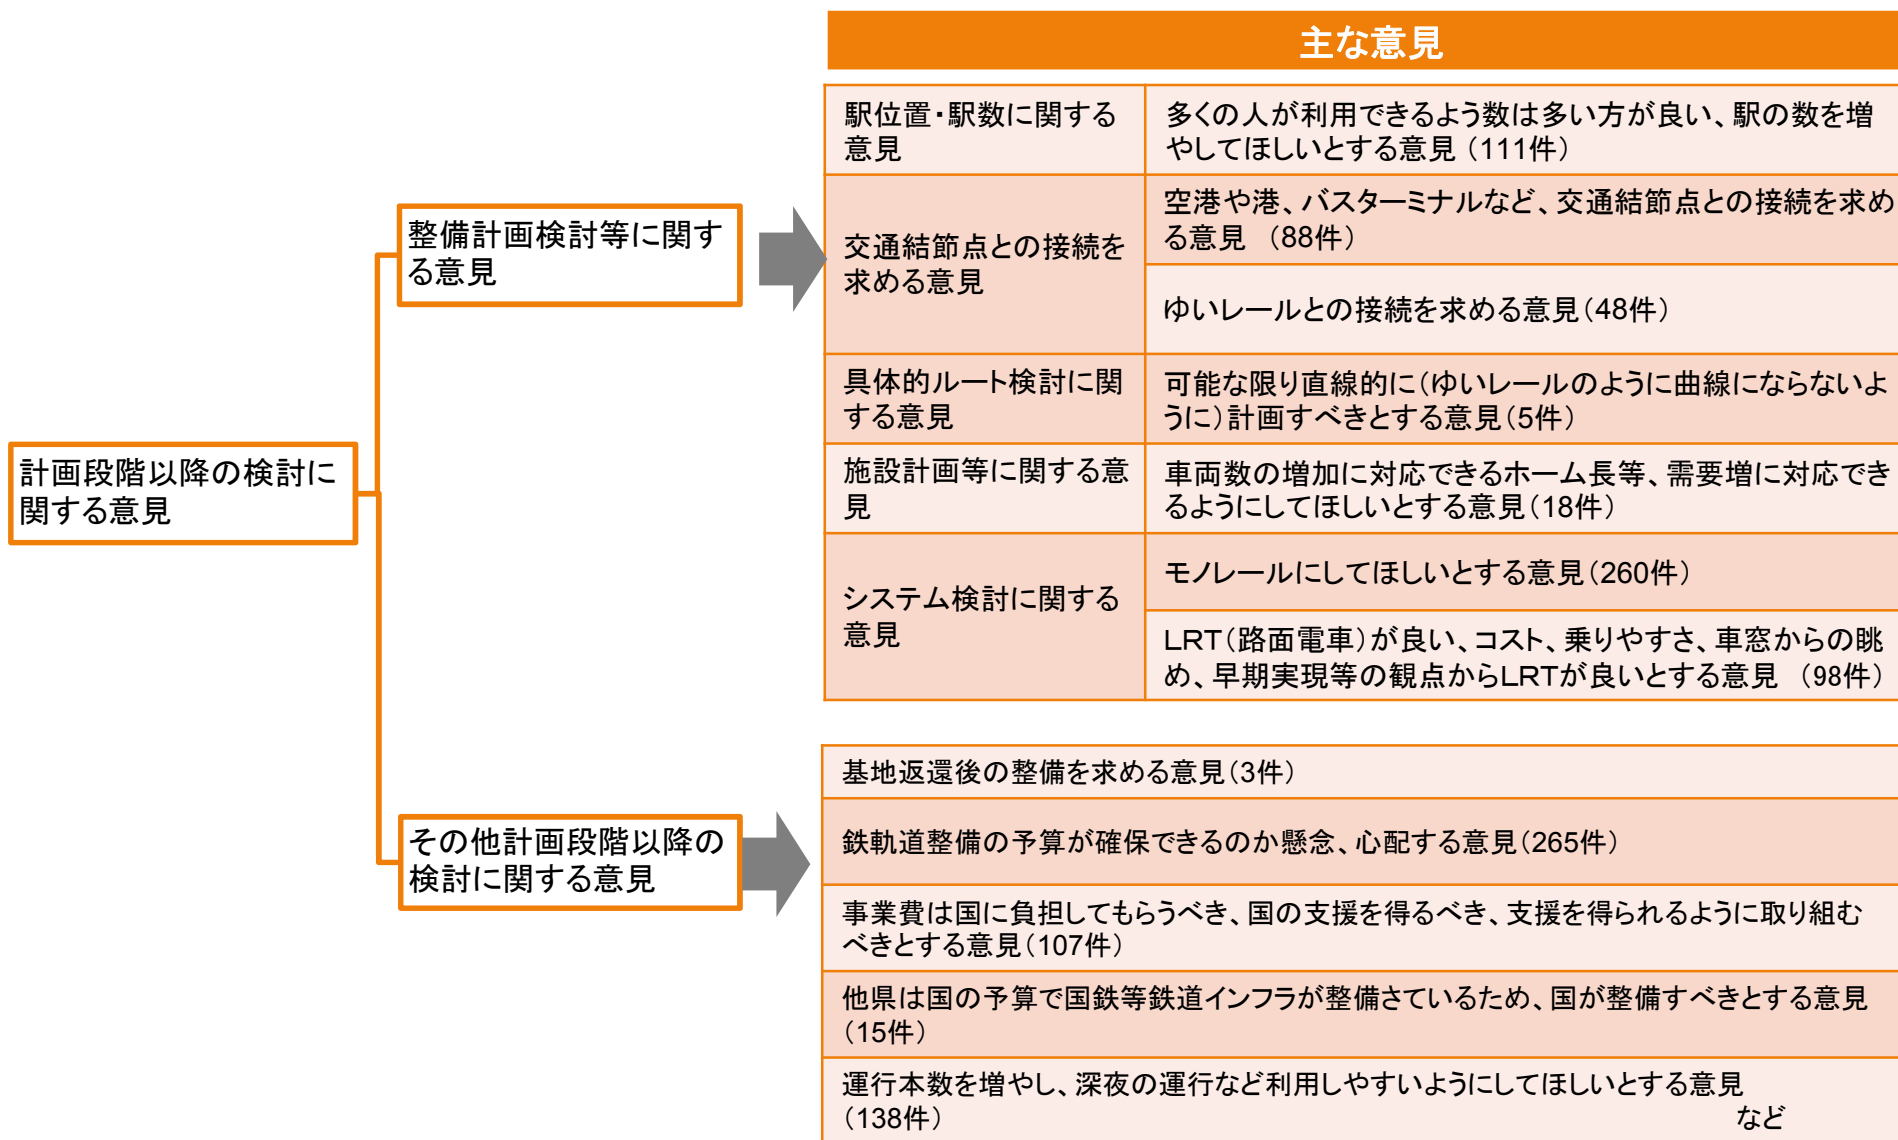 主な意見
計画段階以降の検討に
関する意見
整備計画検討等に関す
る意見
駅位置・駅数に関する
意見
多くの人が利用できるよう数は多い方が良い、駅の数を増
やしてほしいとする意見（111件）
交通結節点との接続を
求める意見
空港や港、バスターミナルなど、交通結節点との接続を求め
る意見　（88件）
ゆいレールとの接続を求める意見（48件）
具体的ルート検討に関
する意見
可能な限り直線的に（ゆいレールのように曲線にならないよ
うに）計画すべきとする意見（5件）
施設計画等に関する意
見
車両数の増加に対応できるホーム長等、需要増に対応でき
るようにしてほしいとする意見（18件）
システム検討に関する
意見
モノレールにしてほしいとする意見（260件）
ＬＲＴ（路面電車）が良い、コスト、乗りやすさ、車窓からの眺
め、早期実現等の観点からＬＲＴが良いとする意見　（98件）
その他計画段階以降の
検討に関する意見
基地返還後の整備を求める意見（3件）
鉄軌道整備の予算が確保できるのか懸念、心配する意見（265件）
事業費は国に負担してもらうべき、国の支援を得るべき、支援を得られるように取り組む
べきとする意見（107件）
他県は国の予算で国鉄等鉄道インフラが整備さているため、国が整備すべきとする意見
（15件）
運行本数を増やし、深夜の運行など利用しやすいようにしてほしいとする意見
（138件）　など